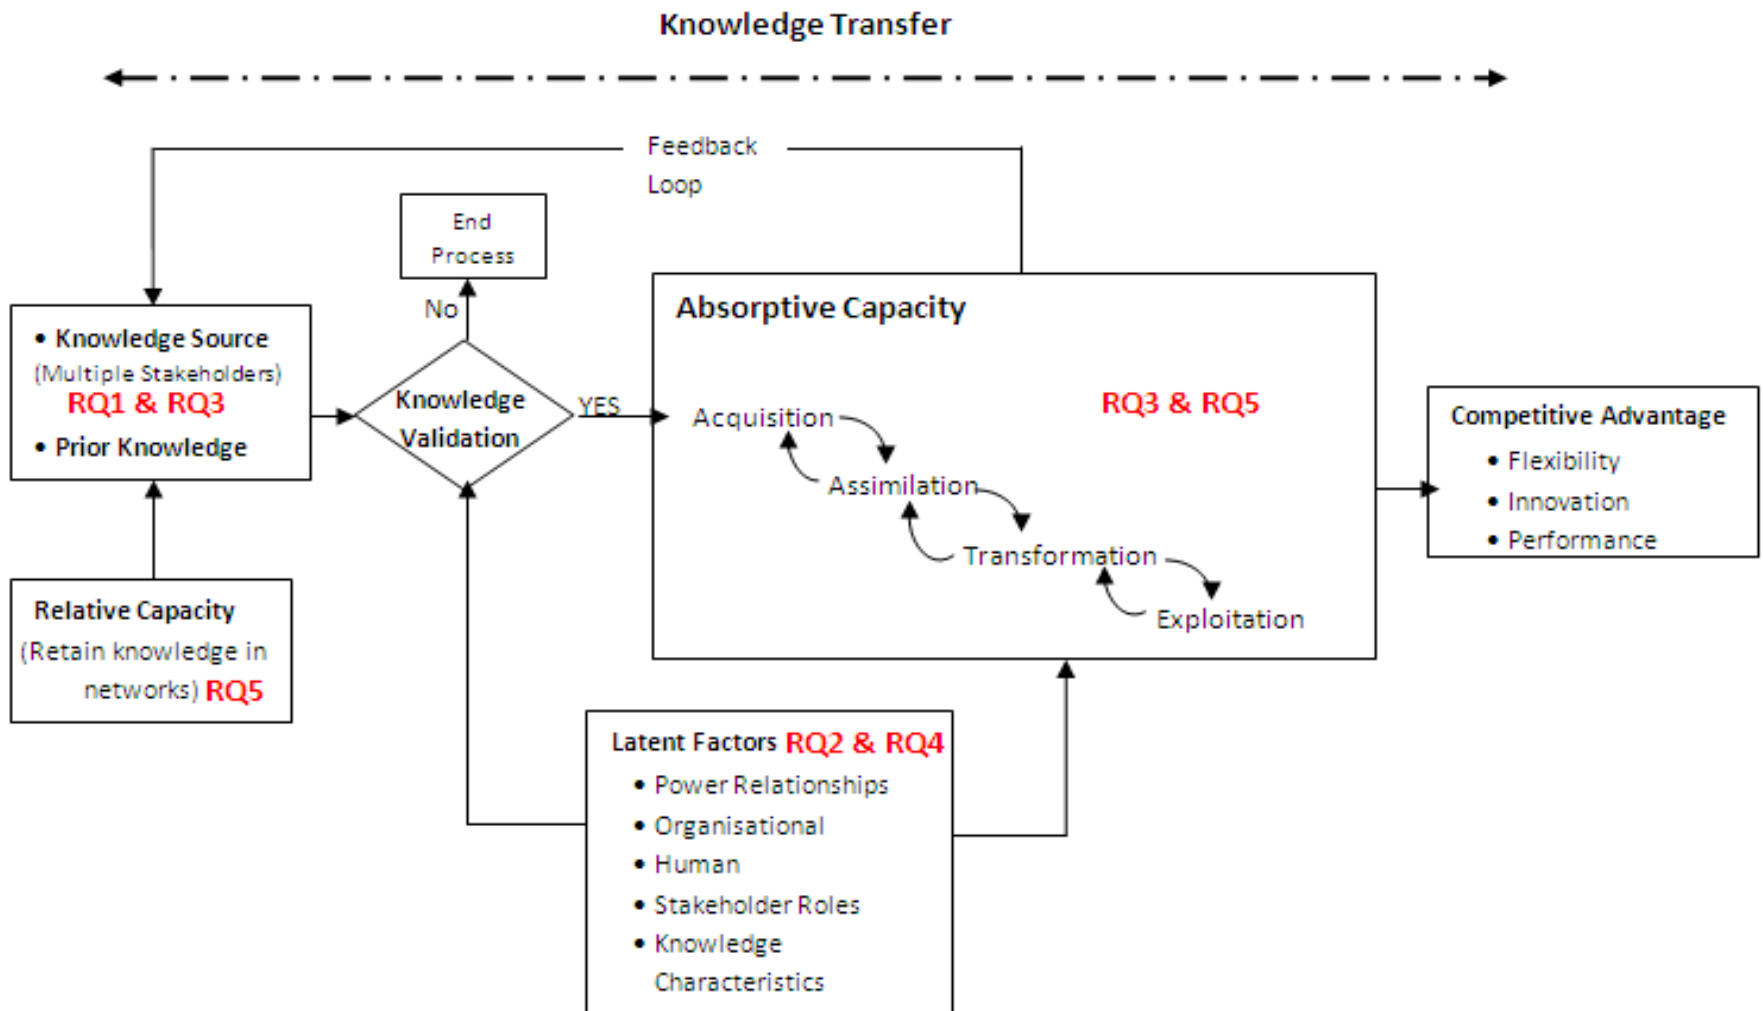 Knowledge Transfer
Feedback
Loop
End
Process
No
• Knowledge Source
(Multiple Stakeholders)
RQ1 & RQ3
• Prior Knowledge
Knowledge
Validation
YES
Absorptive Capacity
RQ3 & RQ5
Acquisition
Assimilation
Transformation
Exploitation
Competitive Advantage
• Flexibility
• Innovation
• Performance
Relative Capacity
(Retain knowledge in
networks) RQ5
Latent Factors RQ2 & RQ4
• Power Relationships
• Organisational
• Human
• Stakeholder Roles
• Knowledge
Characteristics